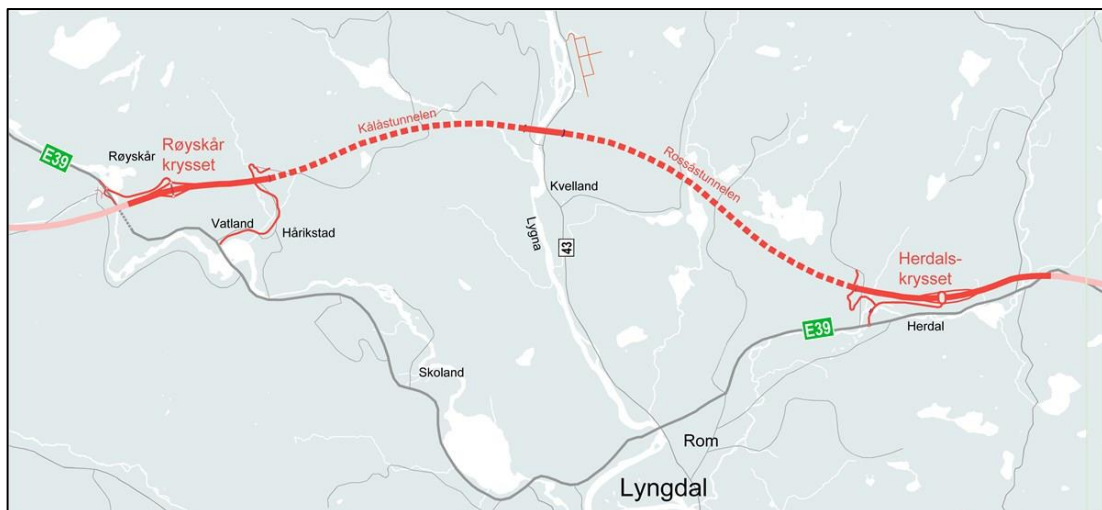 Kålåstunnelen
Røyskår
krysset
Røyskår
E39
Rossåstunnelen
Kvelland
Vatland
Hårikstad
Lygna
43
Herdals-
krysset
E39
Herdal
Skoland
Rom
Lyngdal